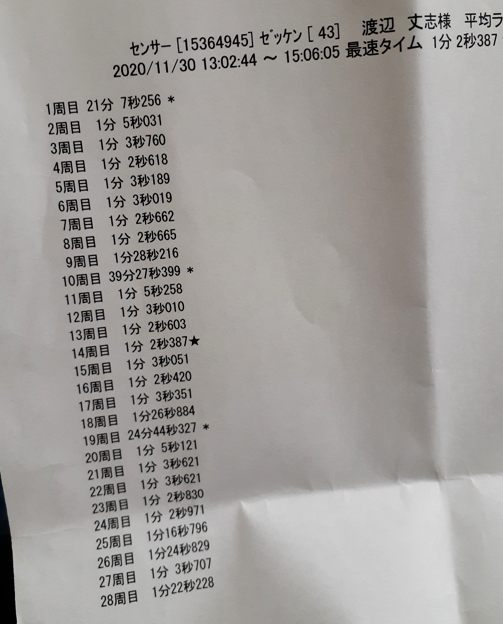 センサー [15364945] ｾﾞｯｹﾝ [ 43] 渡辺 丈志様 平均ラ
2020/11/30 13:02:44 ～ 15:06:05 最速タイム 1分 2秒387
1周目 21分 7秒256 *
2周目 1分 5秒031
3周目 1分 3秒760
4周目 1分 2秒618
5周目 1分 3秒189
6周目 1分 3秒019
7周目 1分 2秒662
8周目 1分 2秒665
9周目 1分28秒216
10周目 39分27秒399 *
11周目 1分 5秒258
12周目 1分 3秒010
13周目 1分 2秒603
14周目 1分 2秒387★
15周目 1分 3秒051
16周目 1分 2秒420
17周目 1分 3秒351
18周目 1分26秒884
19周目 24分44秒327 *
20周目 1分 5秒121
21周目 1分 3秒621
22周目 1分 3秒621
23周目 1分 2秒830
24周目 1分 2秒971
25周目 1分16秒796
26周目 1分24秒829
27周目 1分 3秒707
28周目 1分22秒228